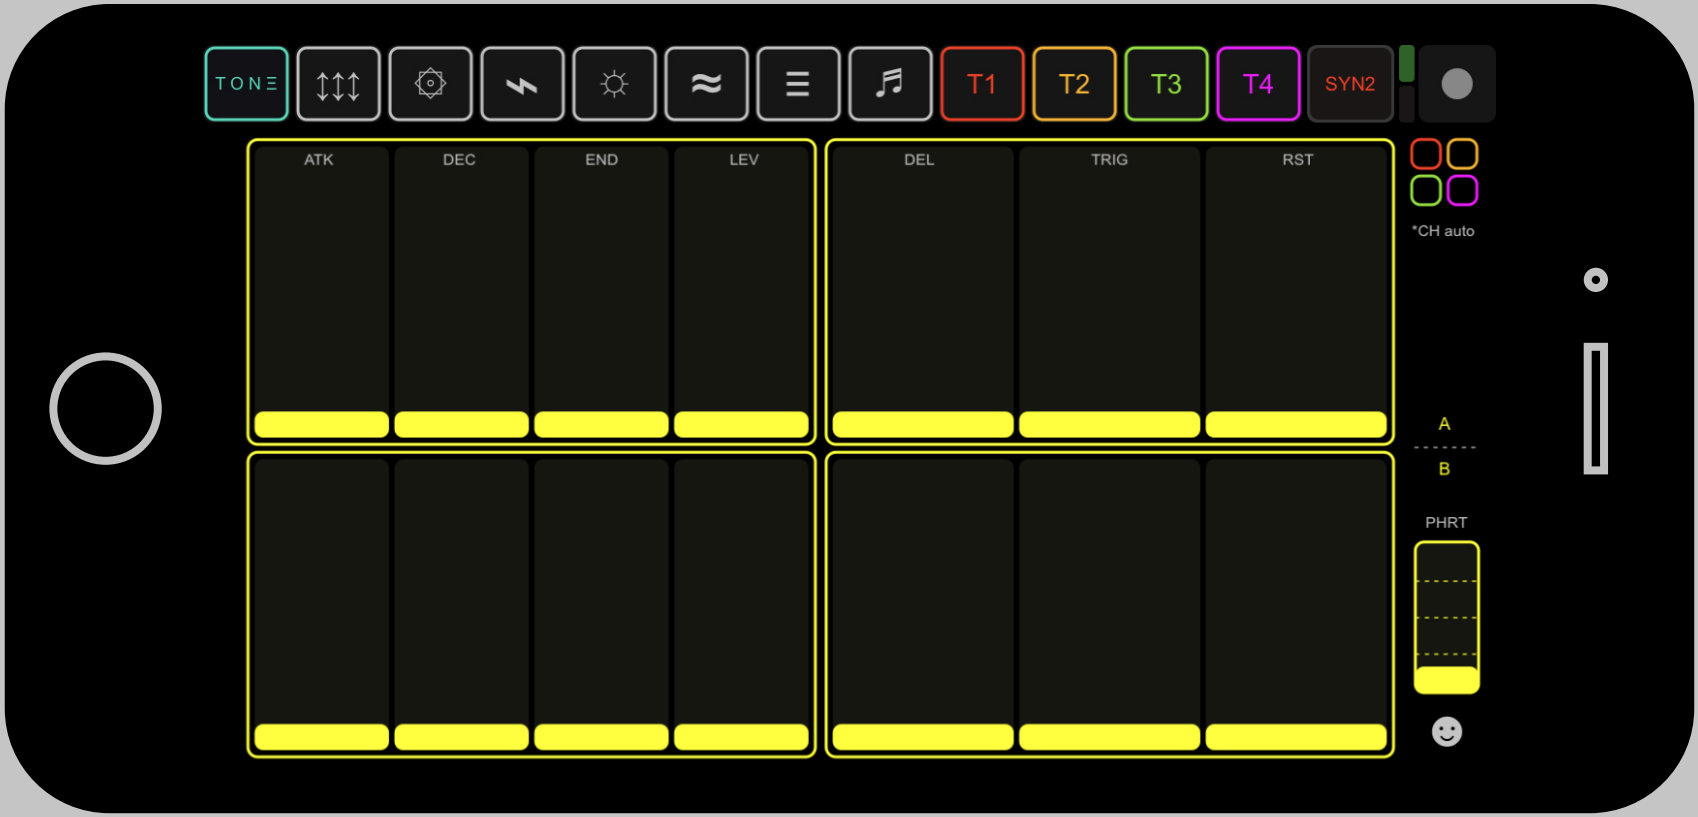 TONΞ
T1
T2
T3
T4
SYN2
ATK DEC END LEV DEL TRIG RST
*CH auto
A
B
PHRT